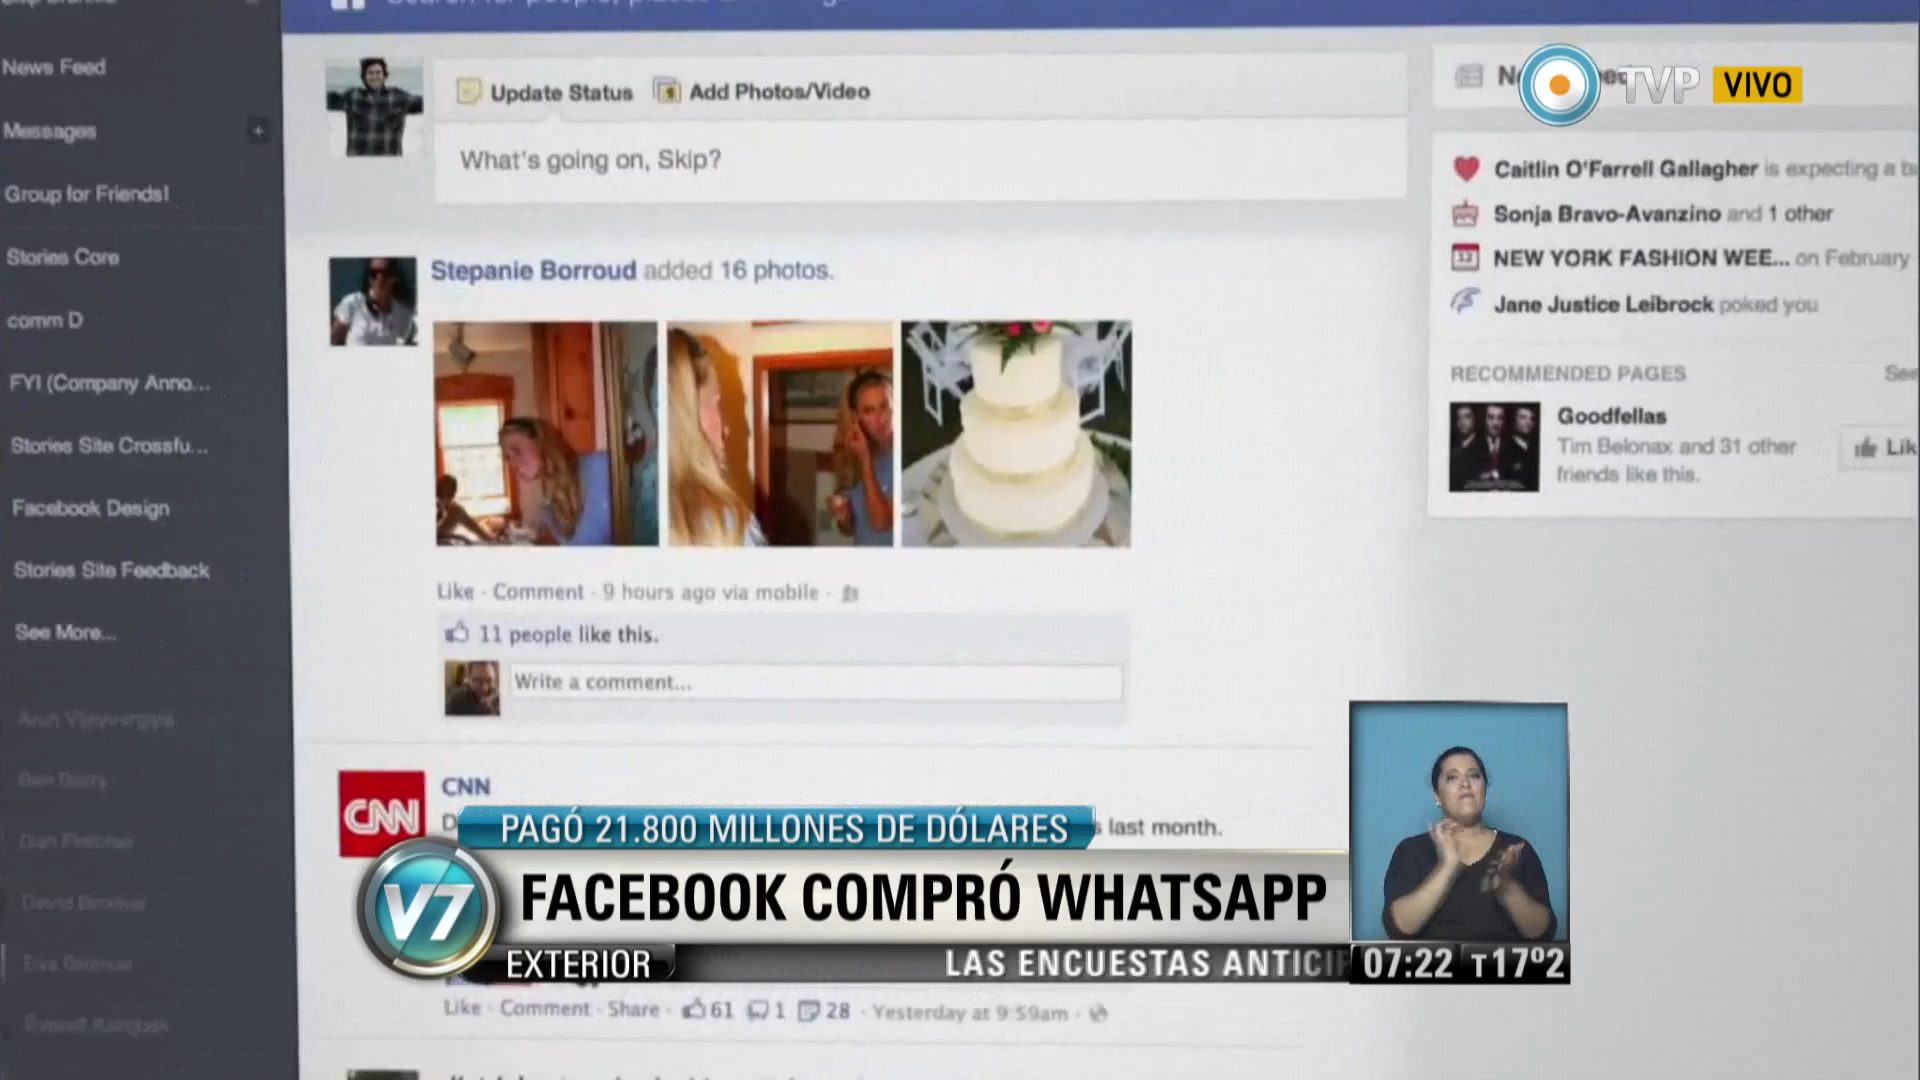 News Feed
Messages
Group for Friends!
Stories Core
comm D
FYI (Company Anno...
Stories Site Crossfu...
Facebook Design
Stories Site Feedback
See More...
Update Status
Add Photos/Video
What's going on, Skip?
Stepanie Borroud added 16 photos.
Like · Comment · 9 hours ago via mobile ·
11 people like this.
Write a comment...
CNN
CNN
last month.
Like · Comment · Share · 61 1 28 · Yesterday at 9:59am ·
TVP VIVO
Caitlin O'Farrell Gallagher is expecting a
Sonja Bravo-Avanzino and 1 other
NEW YORK FASHION WEE... on February
Jane Justice Leibrock poked you
RECOMMENDED PAGES See
Goodfellas
Tim Belonax and 31 other
friends like this.
Lik
PAGÓ 21.800 MILLONES DE DÓLARES
V7
FACEBOOK COMPRÓ WHATSAPP
EXTERIOR
LAS ENCUESTAS ANTICI
07:22 T17º2